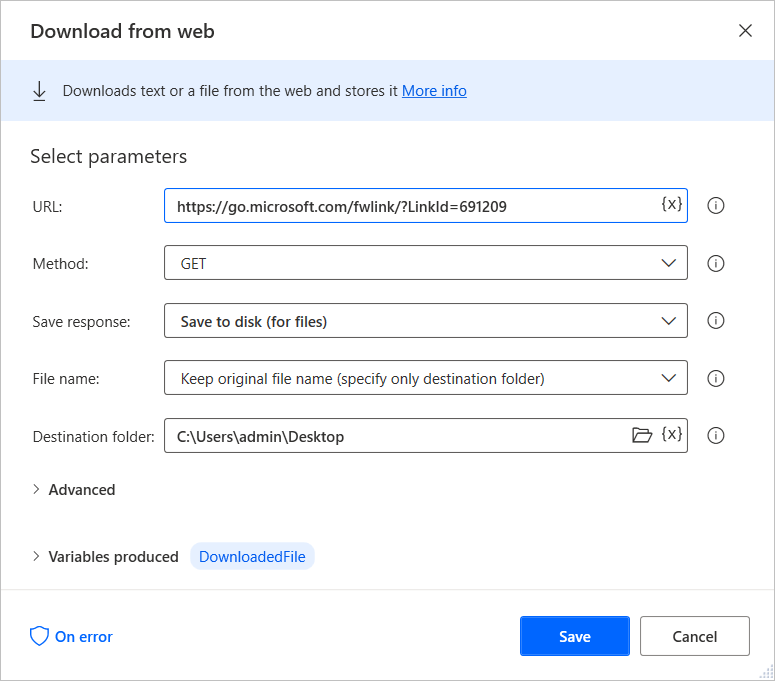 Download from web
Downloads text or a file from the web and stores it More info
Select parameters
URL: https://go.microsoft.com/fwlink/?LinkId=691209 {x}
Method: GET
Save response: Save to disk (for files)
File name: Keep original file name (specify only destination folder)
Destination folder: C:\Users\admin\Desktop {x}
Advanced
Variables produced DownloadedFile
On error Save Cancel